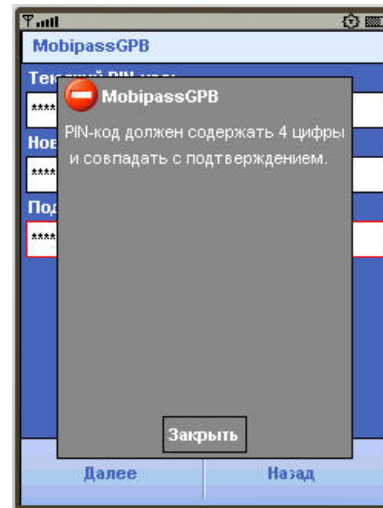 MobipassGPB
****
****
****
MobipassGPB
PIN-код должен содержать 4 цифры
и совпадать с подтверждением.
Закрыть
Далее
Назад